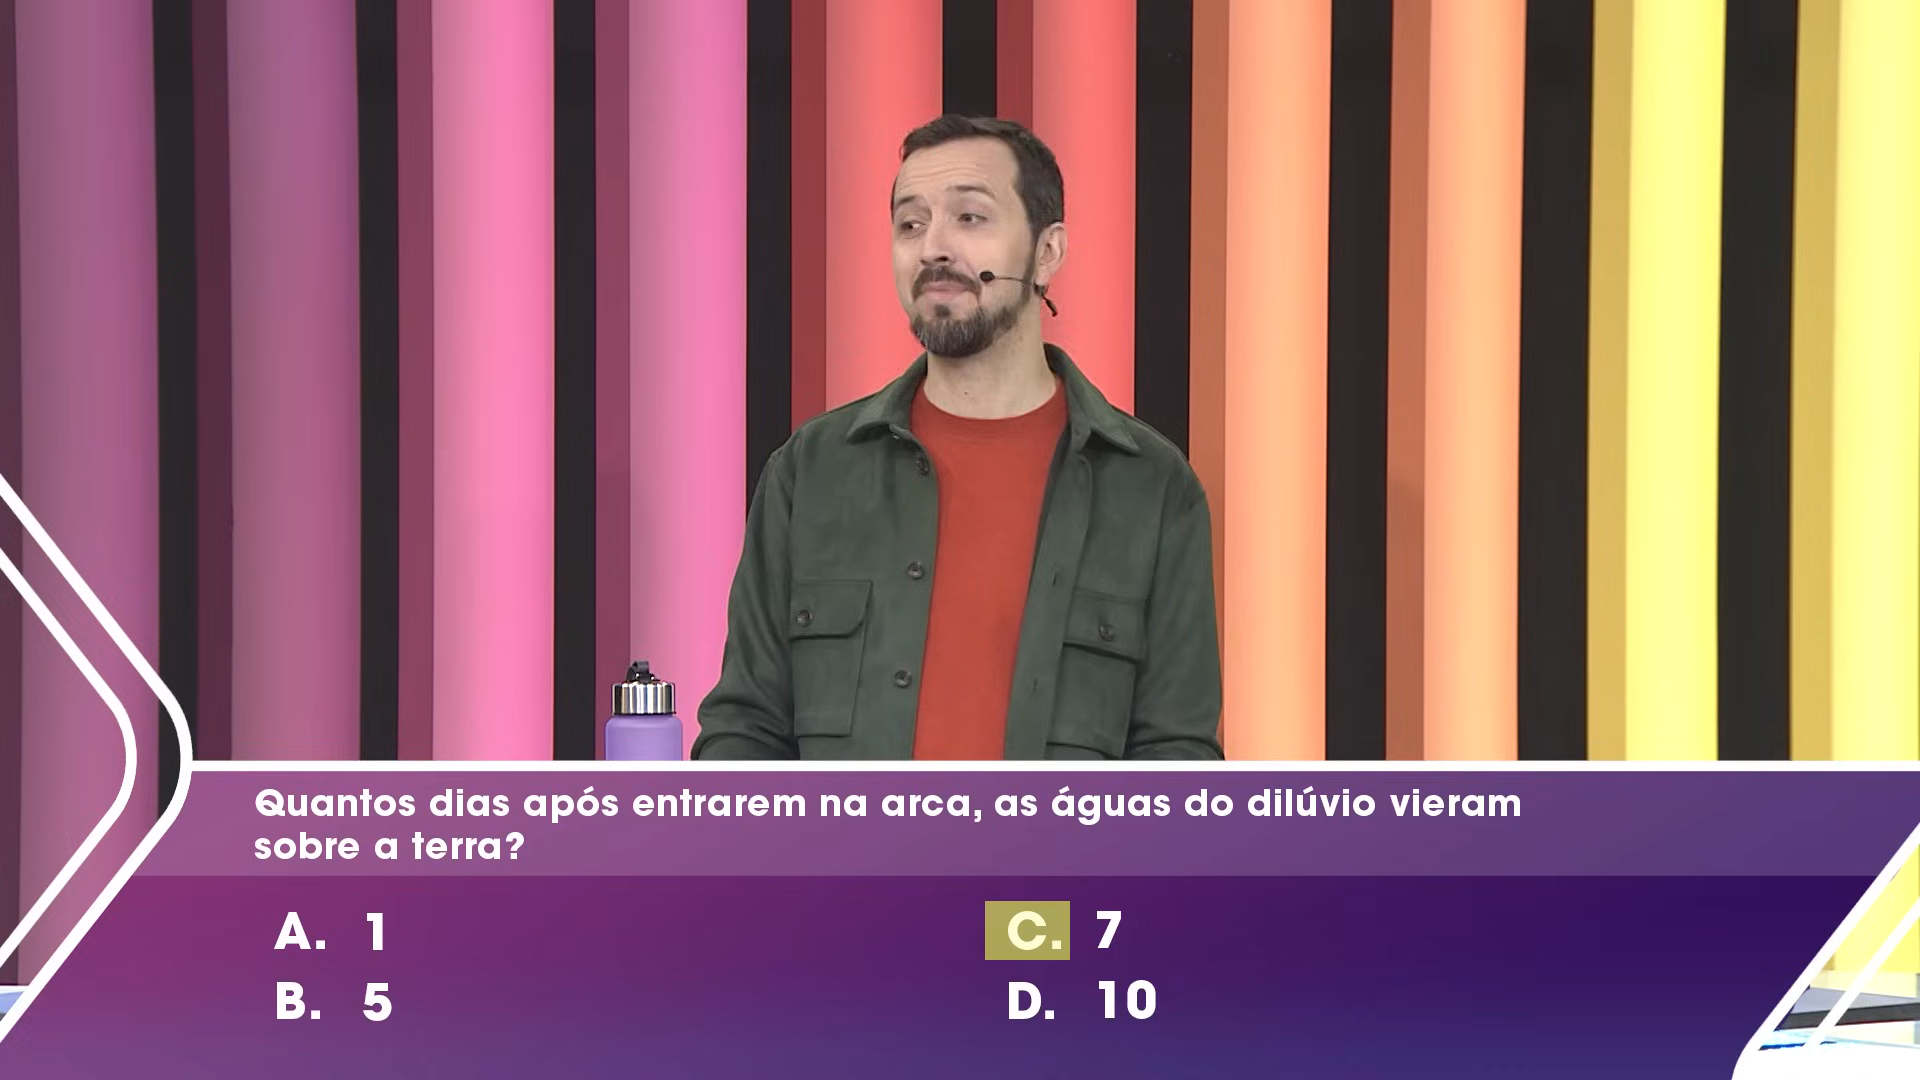 Quantos dias após entrarem na arca, as águas do dilúvio vieram
sobre a terra?
A. 1
B. 5
C. 7
D. 10